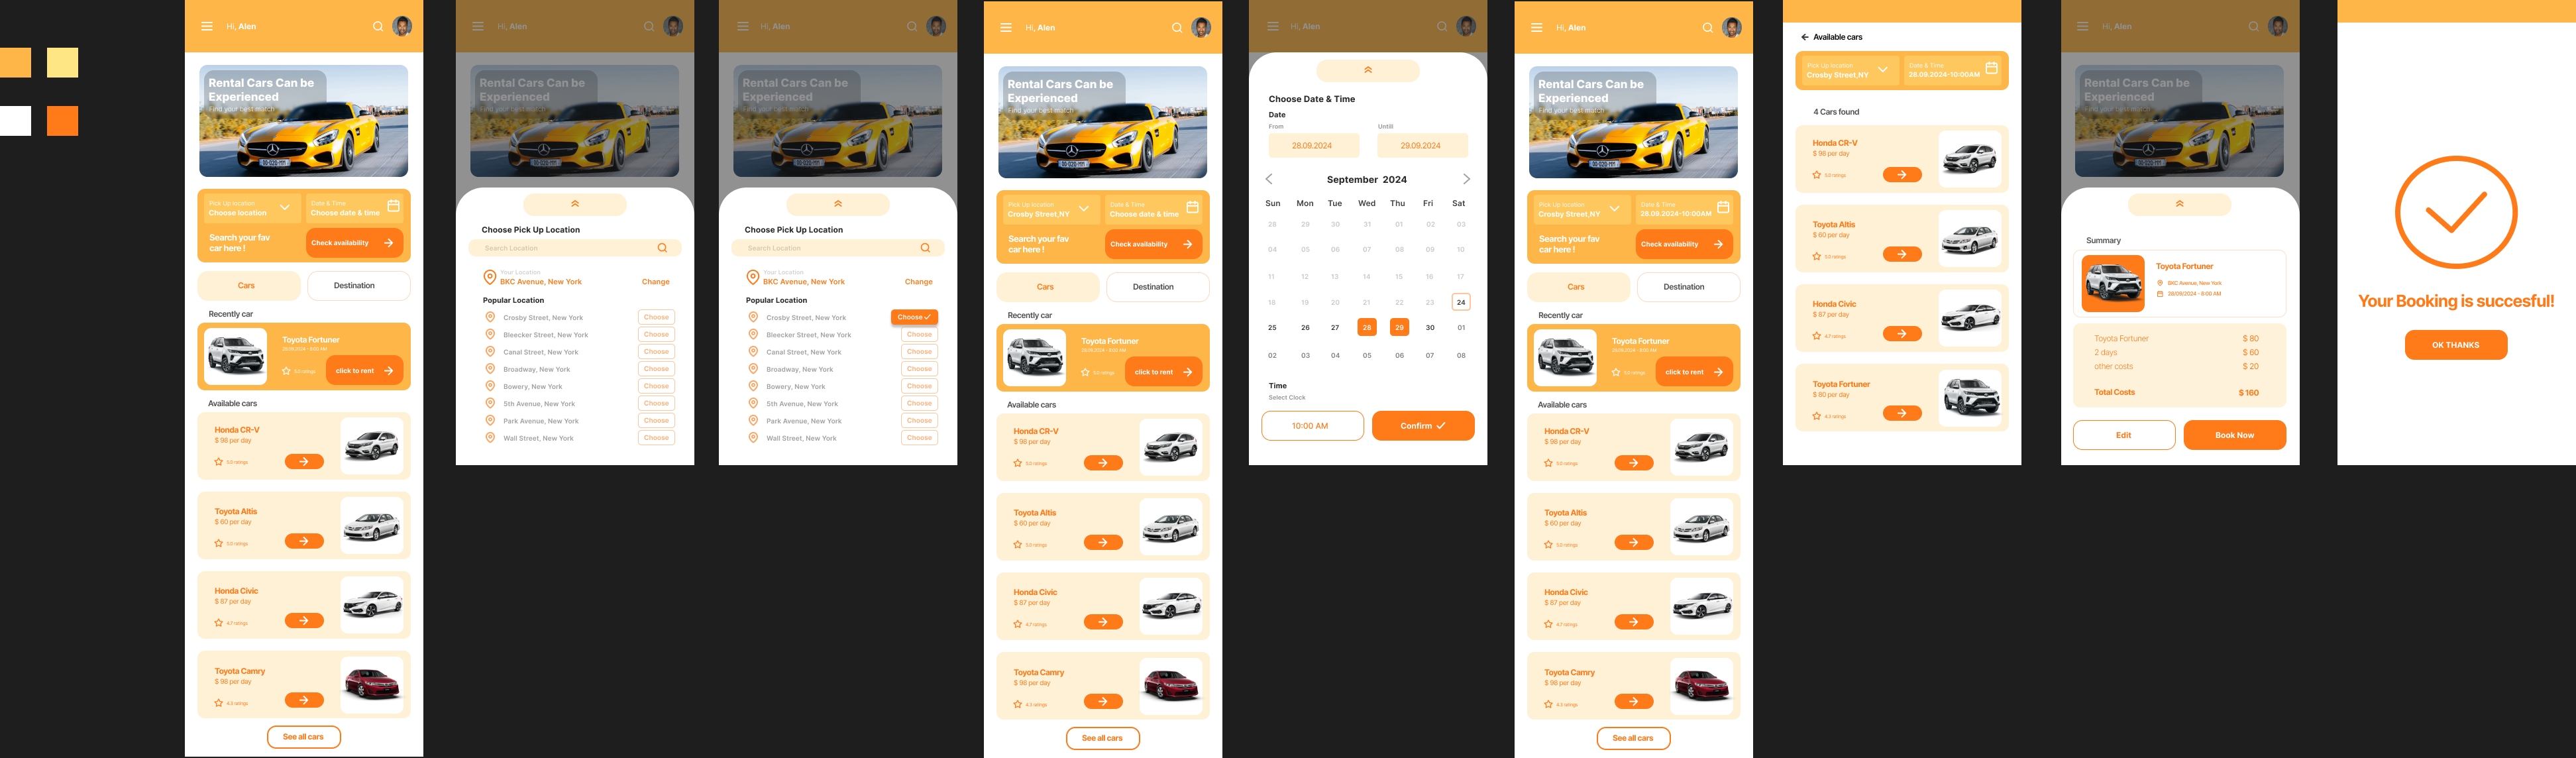 Hi, Alen
Rental Cars Can be
Experienced
Find your best match
Pick Up location
Choose location
Date & Time
Choose date & time
Search your fav
car here !
Check availability
Cars
Destination
Recently car
Toyota Fortuner
28.09.2024 - 8:00 AM
5.0 ratings
click to rent
Available cars
Honda CR-V
$ 98 per day
5.0 ratings
Toyota Altis
$ 60 per day
5.0 ratings
Honda Civic
$ 87 per day
4.7 ratings
Toyota Camry
$ 98 per day
4.3 ratings
See all cars
Hi, Alen
Rental Cars Can be
Experienced
Find your best match
Choose Pick Up Location
Search Location
Your Location
BKC Avenue, New York
Change
Popular Location
Crosby Street, New York
Choose
Bleecker Street, New York
Choose
Canal Street, New York
Choose
Broadway, New York
Choose
Bowery, New York
Choose
5th Avenue, New York
Choose
Park Avenue, New York
Choose
Wall Street, New York
Choose
Hi, Alen
Rental Cars Can be
Experienced
Find your best match
Choose Pick Up Location
Search Location
Your Location
BKC Avenue, New York
Change
Popular Location
Crosby Street, New York
Choose
Bleecker Street, New York
Choose
Canal Street, New York
Choose
Broadway, New York
Choose
Bowery, New York
Choose
5th Avenue, New York
Choose
Park Avenue, New York
Choose
Wall Street, New York
Choose
Hi, Alen
Rental Cars Can be
Experienced
Find your best match
Pick Up location
Crosby Street,NY
Date & Time
Choose date & time
Search your fav
car here !
Check availability
Cars
Destination
Recently car
Toyota Fortuner
28.09.2024 - 8:00 AM
5.0 ratings
click to rent
Available cars
Honda CR-V
$ 98 per day
5.0 ratings
Toyota Altis
$ 60 per day
5.0 ratings
Honda Civic
$ 87 per day
4.7 ratings
Toyota Camry
$ 98 per day
4.3 ratings
See all cars
Hi, Alen
Choose Date & Time
Date
From
Untill
28.09.2024
29.09.2024
September 2024
Sun Mon Tue Wed Thu Fri Sat
28 29 30 31 01 02 03
04 05 06 07 08 09 10
11 12 13 14 15 16 17
18 19 20 21 22 23 24
25 26 27 28 29 30 01
02 03 04 05 06 07 08
Time
Select Clock
10:00 AM
Confirm
Hi, Alen
Rental Cars Can be
Experienced
Find your best match
Pick Up location
Crosby Street,NY
Date & Time
28.09.2024-10:00AM
Search your fav
car here !
Check availability
Cars
Destination
Recently car
Toyota Fortuner
28.09.2024 - 8:00 AM
5.0 ratings
click to rent
Available cars
Honda CR-V
$ 98 per day
5.0 ratings
Toyota Altis
$ 60 per day
5.0 ratings
Honda Civic
$ 87 per day
4.7 ratings
Toyota Camry
$ 98 per day
4.3 ratings
See all cars
Available cars
Pick Up location
Crosby Street,NY
Date & Time
28.09.2024-10:00AM
4 Cars found
Honda CR-V
$ 98 per day
5.0 ratings
Toyota Altis
$ 60 per day
5.0 ratings
Honda Civic
$ 87 per day
4.7 ratings
Toyota Fortuner
$ 80 per day
4.3 ratings
Hi, Alen
Rental Cars Can be
Experienced
Find your best match
Summary
Toyota Fortuner
BKC Avenue, New York
28/09/2024 - 8:00 AM
Toyota Fortuner $ 80
2 days $ 60
other costs $ 20
Total Costs $ 160
Edit
Book Now
Your Booking is succesful!
OK THANKS